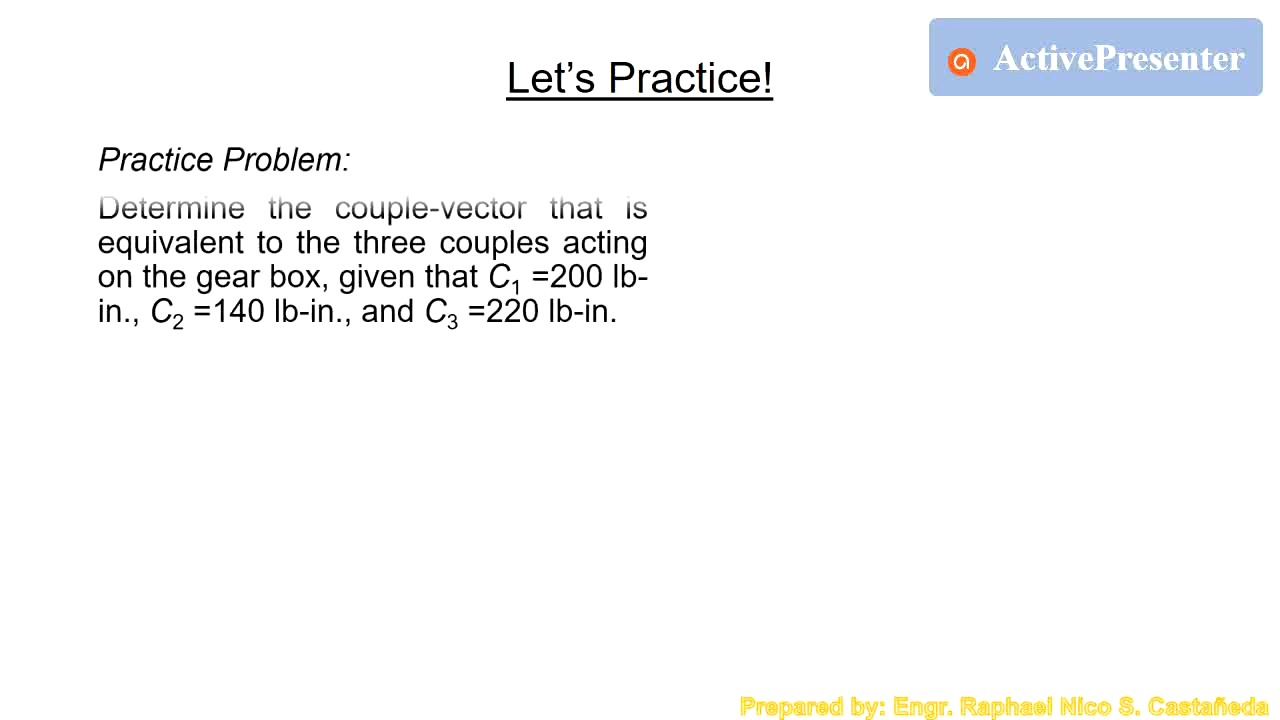 ActivePresenter
Let’s Practice!
Practice Problem:
Determine the couple-vector that is
equivalent to the three couples acting
on the gear box, given that C₁ =200 lb-
in., C₂ =140 lb-in., and C₃ =220 lb-in.
Prepared by: Engr. Raphael Nico S. Castañeda